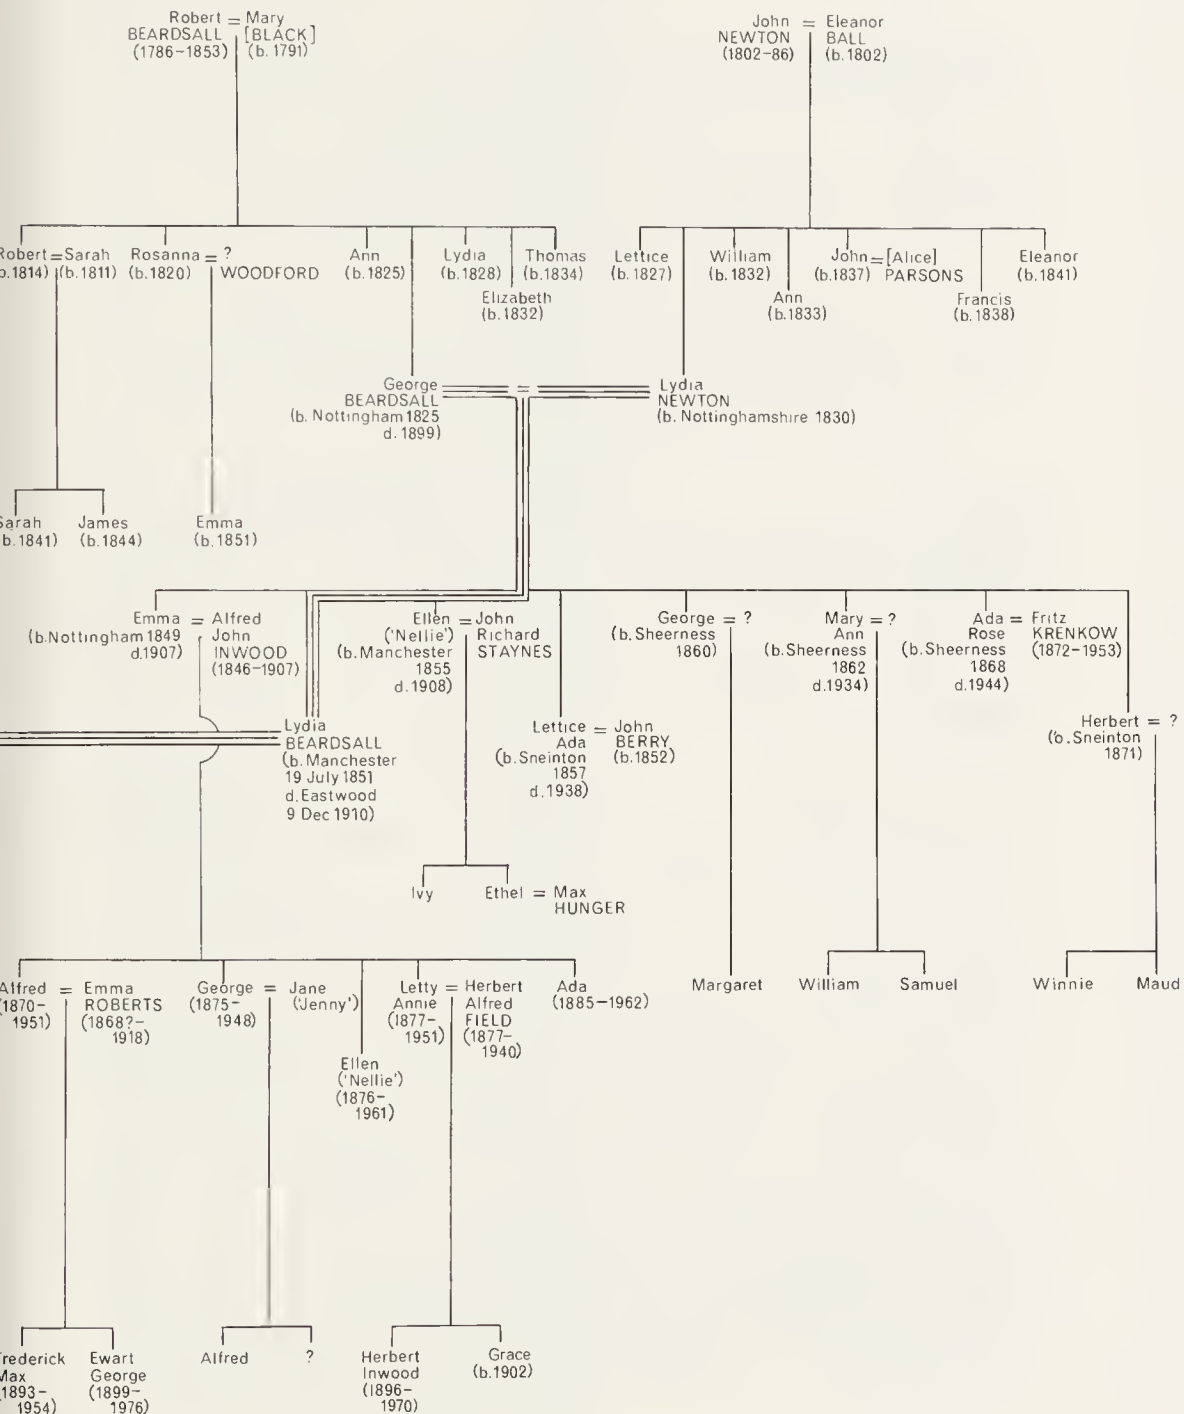 Robert = Mary
BEARDSALL [BLACK]
(1786-1853) (b. 1791)
John = Eleanor
NEWTON BALL
(1802-86) (b. 1802)
Robert = Sarah
b. 1814) (b. 1811)
Rosanna = ?
(b. 1820) WOODFORD
Ann
(b. 1825)
Lydia
(b. 1828)
Elizabeth
(b. 1832)
Thomas
(b. 1834)
Lettice
(b. 1827)
William
(b. 1832)
Ann
(b. 1833)
John = [Alice]
(b. 1837) PARSONS
Francis
(b. 1838)
Eleanor
(b. 1841)
George
BEARDSALL
(b. Nottingham 1825
d. 1899)
=
Lydia
NEWTON
(b. Nottinghamshire 1830)
Sarah
b. 1841)
James
(b. 1844)
Emma
(b. 1851)
Emma = Alfred
(b. Nottingham 1849 John
d. 1907) INWOOD
(1846-1907)
Ellen = John
('Nellie') Richard
(b. Manchester STAYNES
1855
d. 1908)
George = ?
(b. Sheerness
1860)
Mary = ?
Ann
(b. Sheerness
1862
d. 1934)
Ada = Fritz
Rose KRENKOW
(b. Sheerness (1872-1953)
1868
d. 1944)
Lydia
BEARDSALL
(b. Manchester
19 July 1851
d. Eastwood
9 Dec 1910)
Lettice = John
Ada BERRY
(b. Sneinton (b. 1852)
1857
d. 1938)
Herbert = ?
(b. Sneinton
1871)
Ivy
Ethel = Max
HUNGER
Alfred = Emma
(1870- ROBERTS
1951) (1868?-
1918)
George = Jane
(1875- ('Jenny')
1948)
Ellen
('Nellie')
(1876-
1961)
Letty = Herbert
Annie Alfred
(1877- FIELD
1951) (1877-
1940)
Ada
(1885-1962)
Margaret
William
Samuel
Winnie
Maud
Frederick
Max
(1893-
1954)
Ewart
George
(1899-
1976)
Alfred
?
Herbert
Inwood
(1896-
1970)
Grace
(b. 1902)